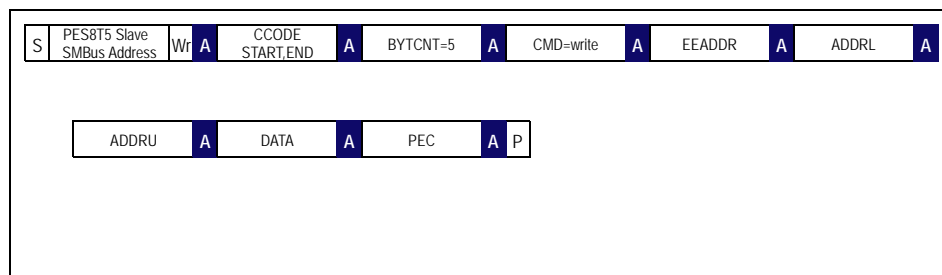 S PES8T5 Slave SMBus Address Wr A CCODE START,END A BYTCNT=5 A CMD=write A EEADDR A ADDRL A
ADDRU A DATA A PEC A P